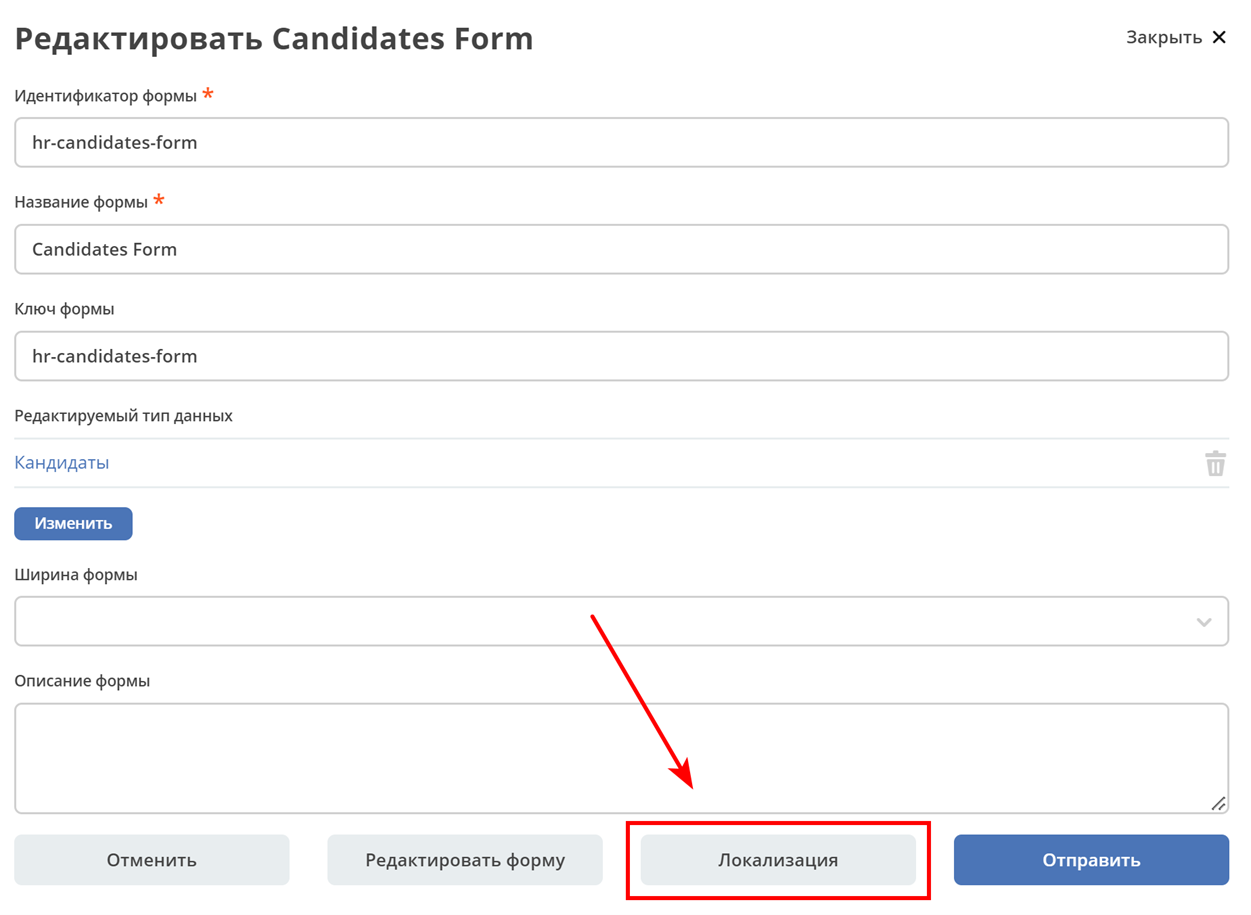 Редактировать Candidates Form
Закрыть ✕
Идентификатор формы *
hr-candidates-form
Название формы *
Candidates Form
Ключ формы
hr-candidates-form
Редактируемый тип данных
Кандидаты
Изменить
Ширина формы
Описание формы
Отменить
Редактировать форму
Локализация
Отправить